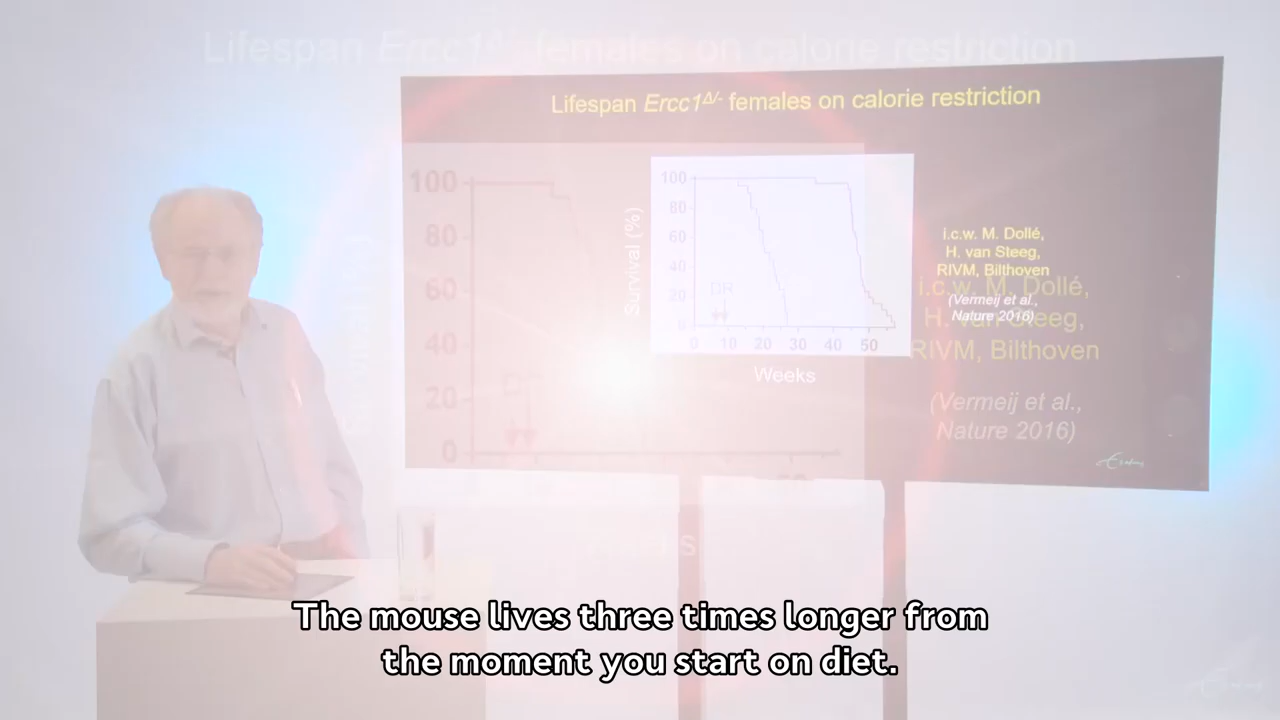 Lifespan Ercc1Δ/- females on calorie restriction
Lifespan Ercc1Δ/- females on calorie restriction
100
80
60
40
20
0
Survival (%)
100
80
60
40
20
0
DR
0 10 20 30 40 50
Weeks
i.c.w. M. Dollé,
H. van Steeg,
RIVM, Bilthoven
(Vermeij et al.,
Nature 2016)
i.c.w. M. Dollé,
H. van Steeg,
RIVM, Bilthoven
(Vermeij et al.,
Nature 2016)
Erasmus
The mouse lives three times longer from
the moment you start on diet.